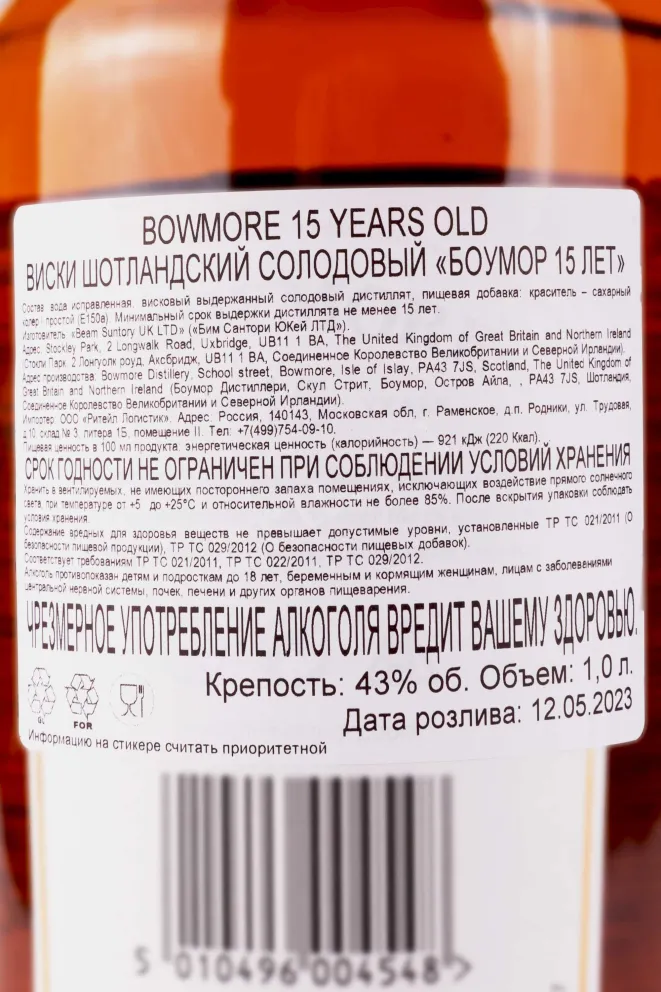 BOWMORE 15 YEARS OLD
ВИСКИ ШОТЛАНДСКИЙ СОЛОДОВЫЙ «БОУМОР 15 ЛЕТ»
Состав: вода исправленная, висковый выдержанный солодовый дистиллят, пищевая добавка: краситель – сахарный
колер простой (Е150а). Минимальный срок выдержки дистиллята не менее 15 лет.
Изготовитель: «Beam Suntory UK LTD» («Бим Сантори ЮКей ЛТД»).
Адрес: Stockley Park, 2 Longwalk Road, Uxbridge, UB11 1 BA, The United Kingdom of Great Britain and Northern Ireland
(Стокли Парк, 2 Лонгуолк роуд, Аксбридж, UB11 1 BA, Соединенное Королевство Великобритании и Северной Ирландии).
Адрес производства: Bowmore Distillery, School street, Bowmore, Isle of Islay, PA43 7JS, Scotland, The United Kingdom of
Great Britain and Northern Ireland (Боумор Дистиллери, Скул Стрит, Боумор, Остров Айла, , PA43 7JS, Шотландия,
Соединенное Королевство Великобритании и Северной Ирландии).
Импортер: ООО «Ритейл Логистик», Адрес: Россия, 140143, Московская обл, г. Раменское, д.п. Родники, ул. Трудовая,
д.10, склад № 3, литера 1Б, помещение II. Тел: +7(499)754-09-10.
Пищевая ценность в 100 мл продукта: энергетическая ценность (калорийность) — 921 кДж (220 Ккал).
СРОК ГОДНОСТИ НЕ ОГРАНИЧЕН ПРИ СОБЛЮДЕНИИ УСЛОВИЙ ХРАНЕНИЯ
Хранить в вентилируемых, не имеющих постороннего запаха помещениях, исключающих воздействие прямого солнечного
света, при температуре от +5 до +25°С и относительной влажности не более 85%. После вскрытия упаковки соблюдать
условия хранения.
Содержание вредных для здоровья веществ не превышает допустимые уровни, установленные ТР ТС 021/2011 (О
безопасности пищевой продукции), ТР ТС 029/2012 (О безопасности пищевых добавок).
Соответствует требованиям ТР ТС 021/2011, ТР ТС 022/2011, ТР ТС 029/2012.
Алкоголь противопоказан детям и подросткам до 18 лет, беременным и кормящим женщинам, лицам с заболеваниями
центральной нервной системы, почек, печени и других органов пищеварения.
ЧРЕЗМЕРНОЕ УПОТРЕБЛЕНИЕ АЛКОГОЛЯ ВРЕДИТ ВАШЕМУ ЗДОРОВЬЮ.
GL FOR
Крепость: 43% об. Объем: 1,0 л.
Дата розлива: 12.05.2023
Информацию на стикере считать приоритетной
5 010496 004548 >